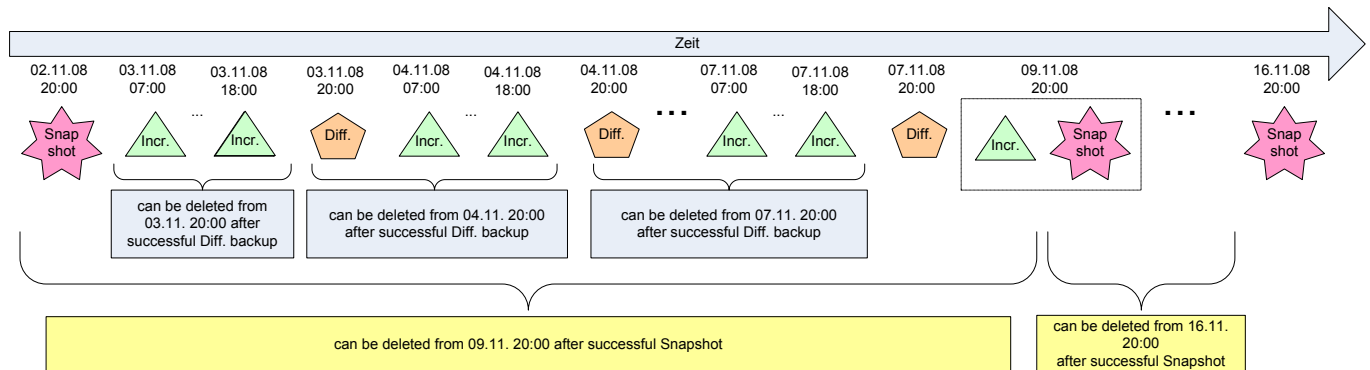 Zeit
02.11.08
20:00
03.11.08
07:00
03.11.08
18:00
03.11.08
20:00
04.11.08
07:00
04.11.08
18:00
04.11.08
20:00
07.11.08
07:00
07.11.08
18:00
07.11.08
20:00
09.11.08
20:00
16.11.08
20:00
Snap
shot
Incr.
...
Incr.
Diff.
Incr.
...
Incr.
Diff.
...
Incr.
...
Incr.
Diff.
Incr.
Snap
shot
...
Snap
shot
can be deleted from
03.11. 20:00 after
successful Diff. backup
can be deleted from 04.11. 20:00
after successful Diff. backup
can be deleted from 07.11. 20:00
after successful Diff. backup
can be deleted from 09.11. 20:00 after successful Snapshot
can be deleted from 16.11.
20:00
after successful Snapshot